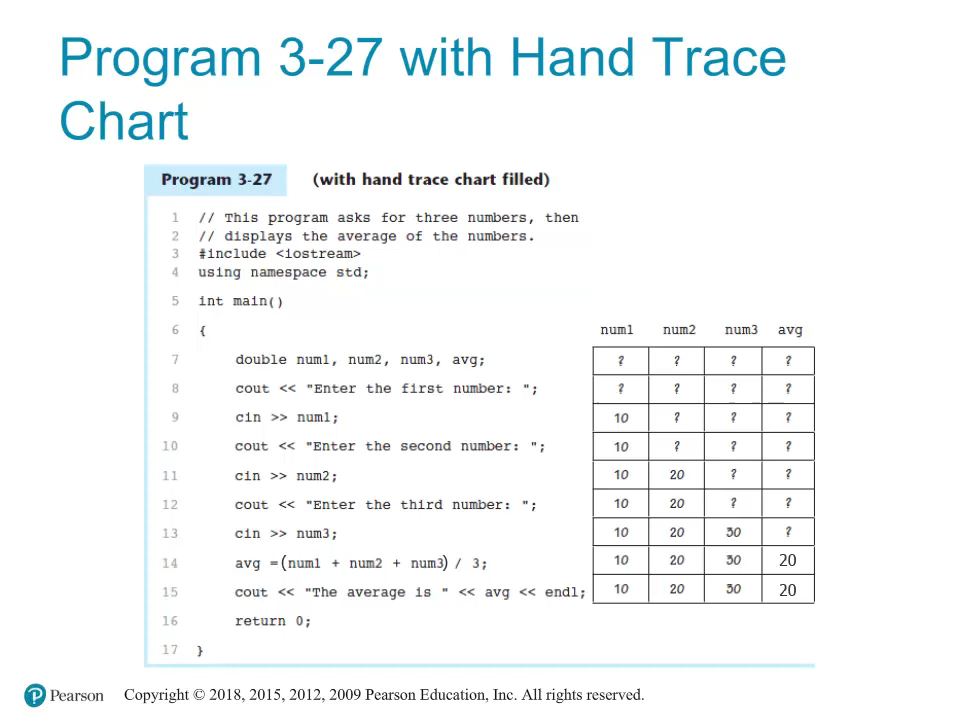 Program 3-27 with Hand Trace
Chart
Program 3-27 (with hand trace chart filled)
1 // This program asks for three numbers, then
2 // displays the average of the numbers.
3 #include <iostream>
4 using namespace std;
5 int main()
6 {
num1 num2 num3 avg
7 double num1, num2, num3, avg; ? ? ? ?
8 cout << "Enter the first number: "; ? ? ? ?
9 cin >> num1; 10 ? ? ?
10 cout << "Enter the second number: "; 10 ? ? ?
11 cin >> num2; 10 20 ? ?
12 cout << "Enter the third number: "; 10 20 ? ?
13 cin >> num3; 10 20 30 ?
14 avg =(num1 + num2 + num3) / 3; 10 20 30 20
15 cout << "The average is " << avg << endl; 10 20 30 20
16 return 0;
17 }
Pearson Copyright © 2018, 2015, 2012, 2009 Pearson Education, Inc. All rights reserved.